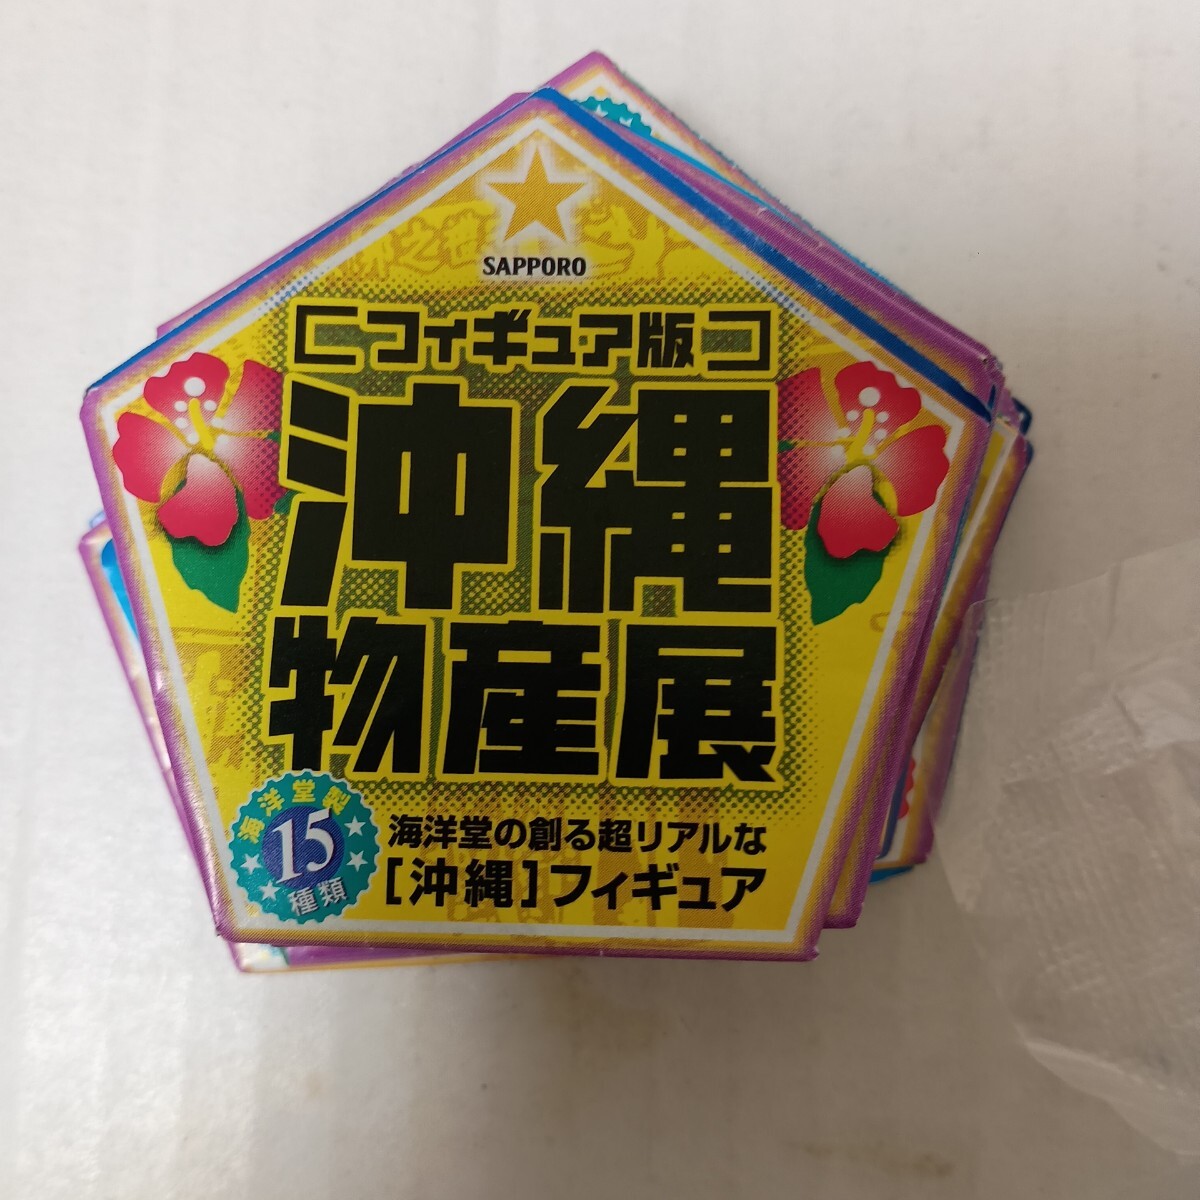 SAPPORO
[フィギュア版]
沖縄
物産展
海洋堂製
15
種類
海洋堂の創る超リアルな
[沖縄]フィギュア